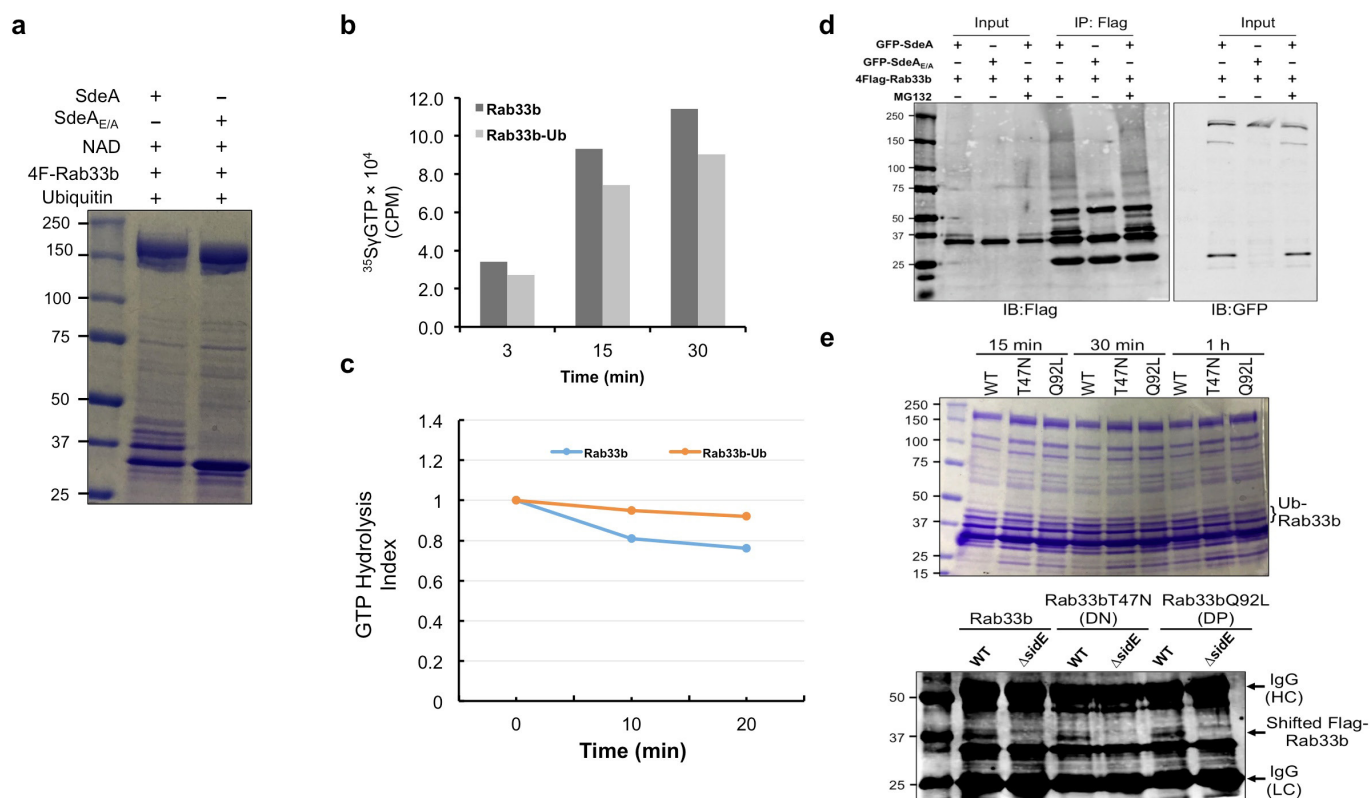 a
SdeA + –
SdeAE/A – +
NAD + +
4F-Rab33b + +
Ubiquitin + +
250
150
100
75
50
37
25
b
12.0
10.0
8.0
6.0
4.0
2.0
0.0
³⁵SγGTP × 10⁴
(CPM)
Rab33b
Rab33b-Ub
3 15 30
Time (min)
c
1.4
1.2
1
0.8
0.6
0.4
0.2
0
GTP Hydrolysis
Index
Rab33b Rab33b-Ub
0 10 20
Time (min)
d
Input IP: Flag Input
GFP-SdeA + – + + – + + – +
GFP-SdeAE/A – + – – + – – + –
4Flag-Rab33b + + + + + + + + +
MG132 – – + – – + – – +
250
150
100
75
50
37
25
IB:Flag IB:GFP
e
15 min 30 min 1 h
WT T47N Q92L WT T47N Q92L WT T47N Q92L
250
150
100
75
50
37
25
15
Ub-
Rab33b
Rab33b Rab33bT47N (DN) Rab33bQ92L (DP)
WT ΔsidE WT ΔsidE WT ΔsidE
50
37
25
IgG
(HC)
Shifted Flag-
Rab33b
IgG
(LC)